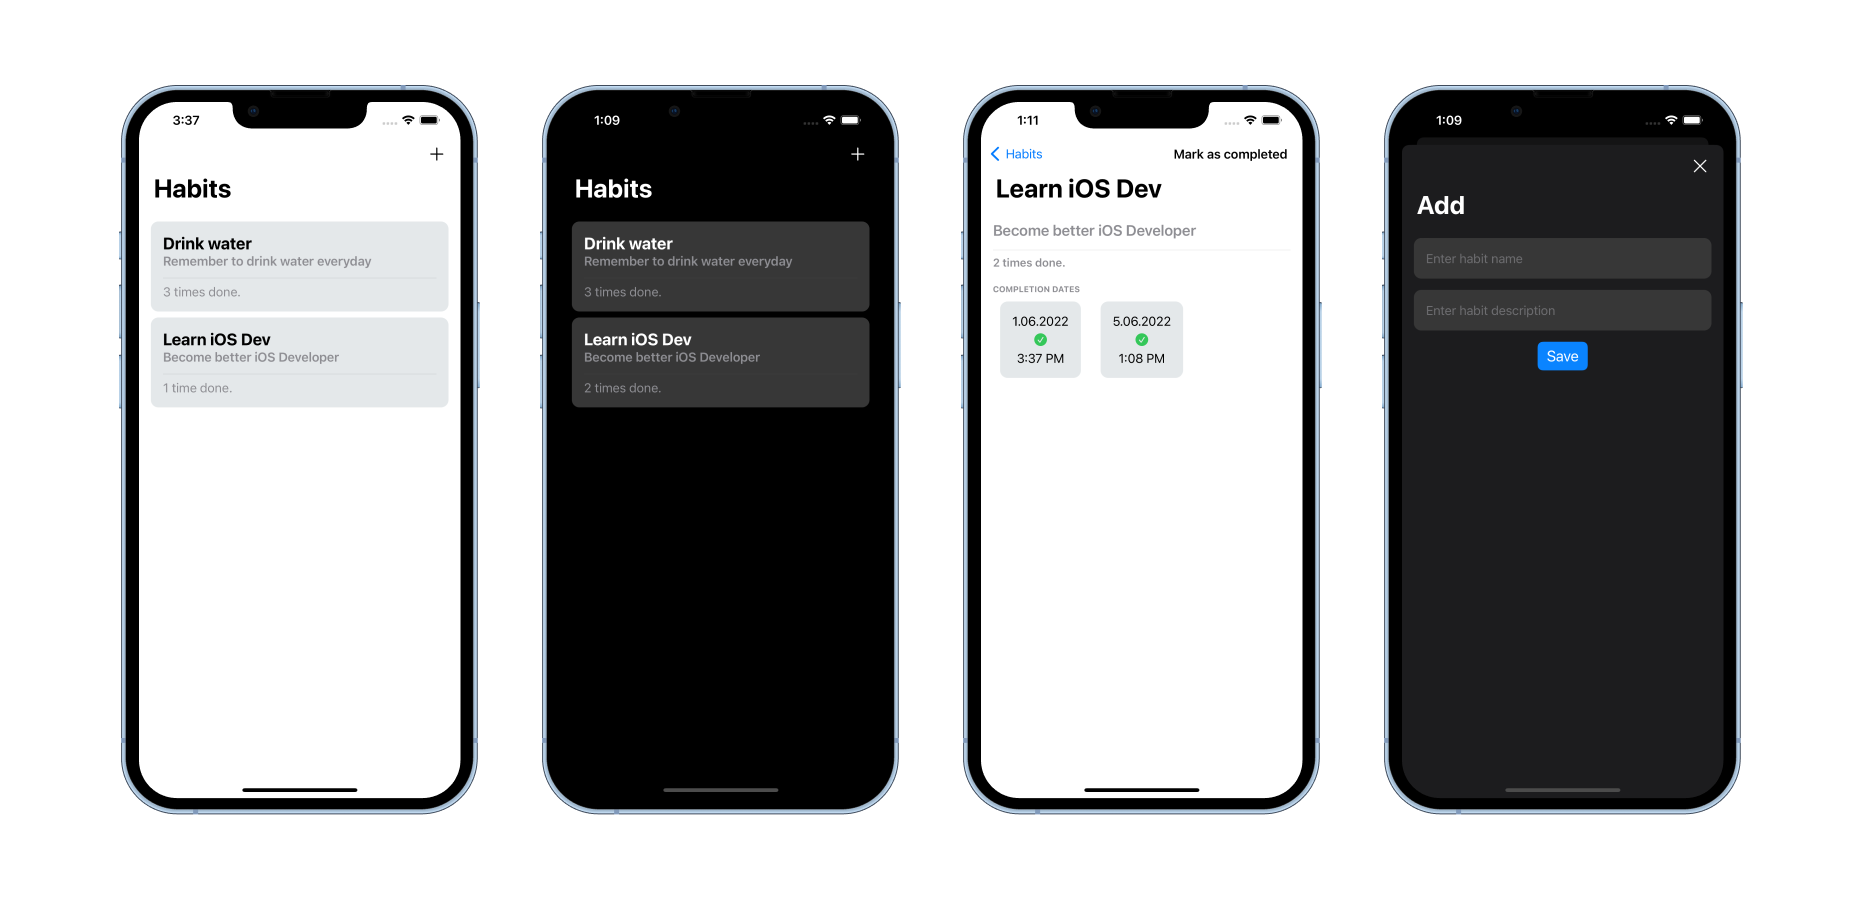 3:37
Habits
Drink water
Remember to drink water everyday
3 times done.
Learn iOS Dev
Become better iOS Developer
1 time done.
1:09
Habits
Drink water
Remember to drink water everyday
3 times done.
Learn iOS Dev
Become better iOS Developer
2 times done.
1:11
Habits
Mark as completed
Learn iOS Dev
Become better iOS Developer
2 times done.
COMPLETION DATES
1.06.2022
3:37 PM
5.06.2022
1:08 PM
1:09
Add
Enter habit name
Enter habit description
Save